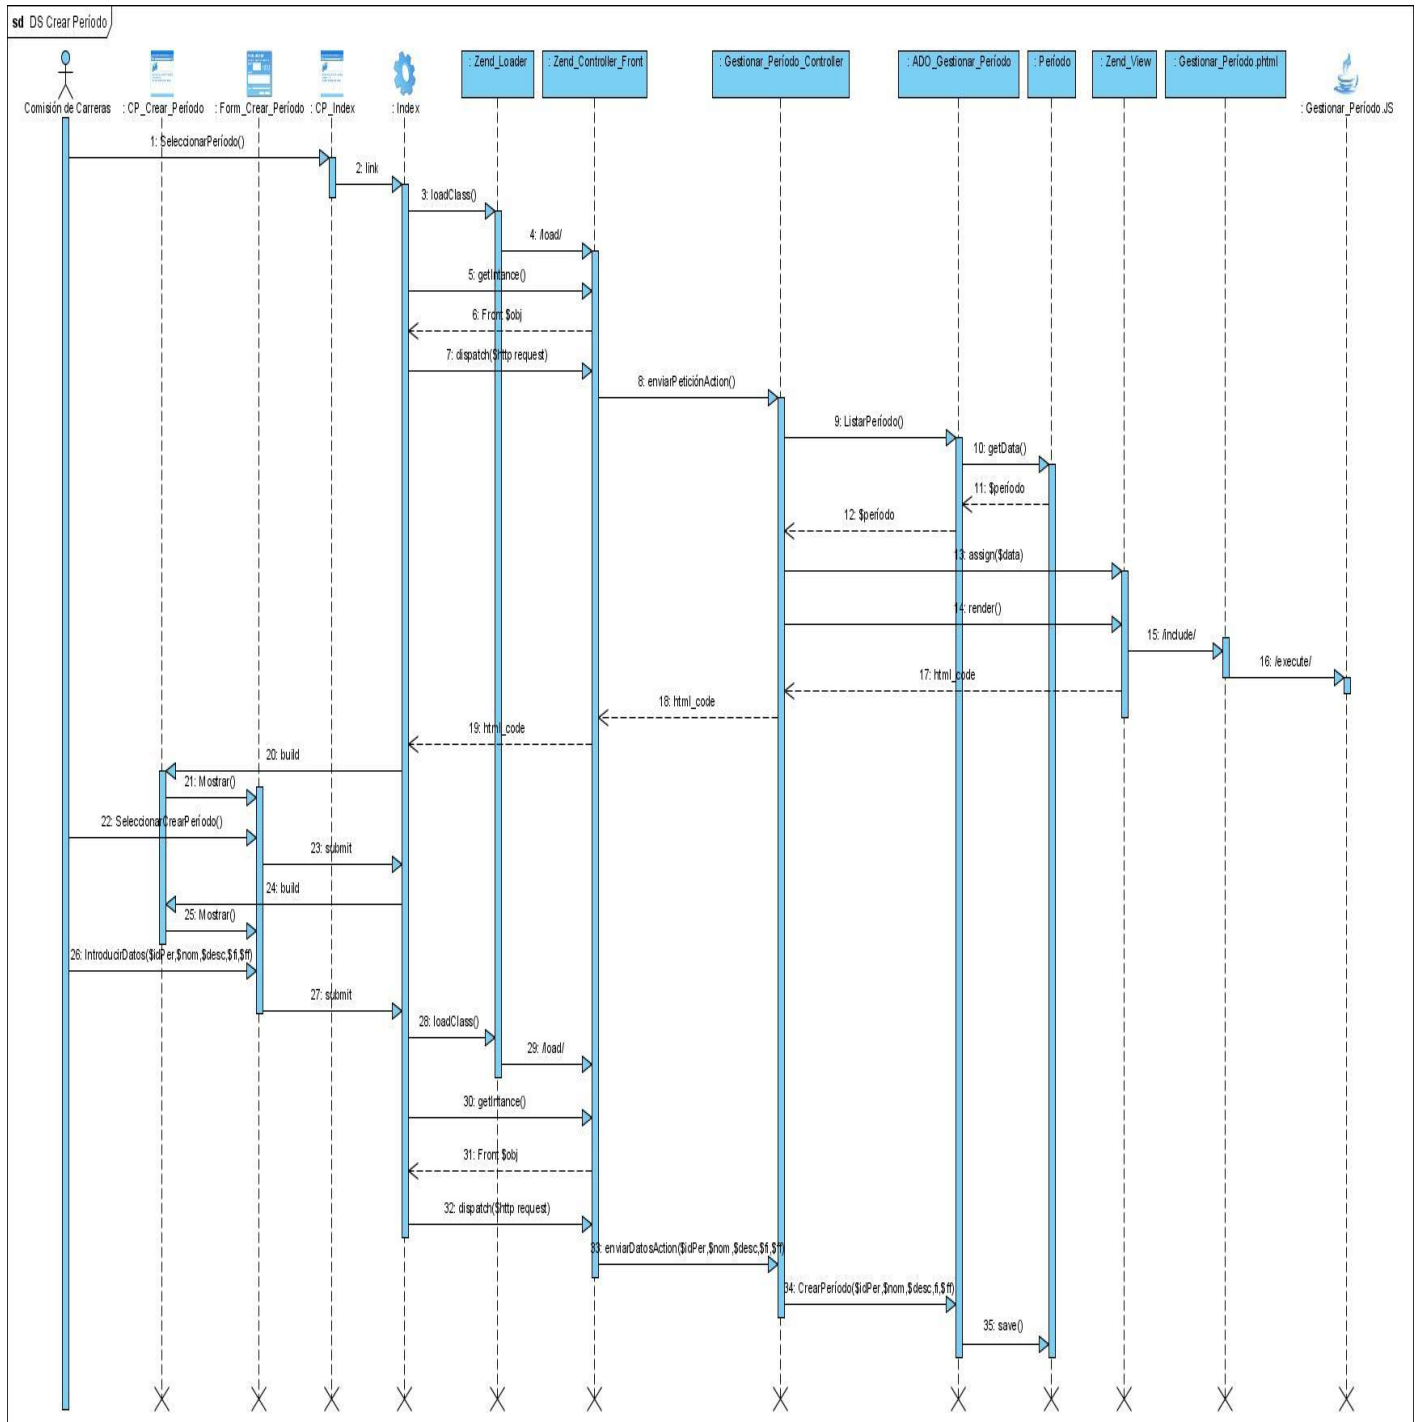 sd DS Crear Período
Comisión de Carreras
: CP_Crear_Período
: Form_Crear_Período
: CP_Index
: Index
: Zend_Loader
: Zend_Controller_Front
: Gestionar_Período_Controller
: ADO_Gestionar_Período
: Período
: Zend_View
: Gestionar_Período.phtml
: Gestionar_Período.JS
1: SeleccionarPeríodo()
2: link
3: loadClass()
4: /load/
5: getIntance()
6: Front $obj
7: dispatch($http request)
8: enviarPeticiónAction()
9: ListarPeríodo()
10: getData()
11: $período
12: $período
13: assign($data)
14: render()
15: /include/
16: /execute/
17: html_code
18: html_code
19: html_code
20: build
21: Mostrar()
22: SeleccionarCrearPeríodo()
23: submit
24: build
25: Mostrar()
26: IntroducirDatos($idPer,$nom,$desc,$fi,$ff)
27: submit
28: loadClass()
29: /load/
30: getIntance()
31: Front $obj
32: dispatch($http request)
33: enviarDatosAction($idPer,$nom,$desc,$fi,$ff)
34: CrearPeríodo($idPer,$nom,$desc,fi,$ff)
35: save()